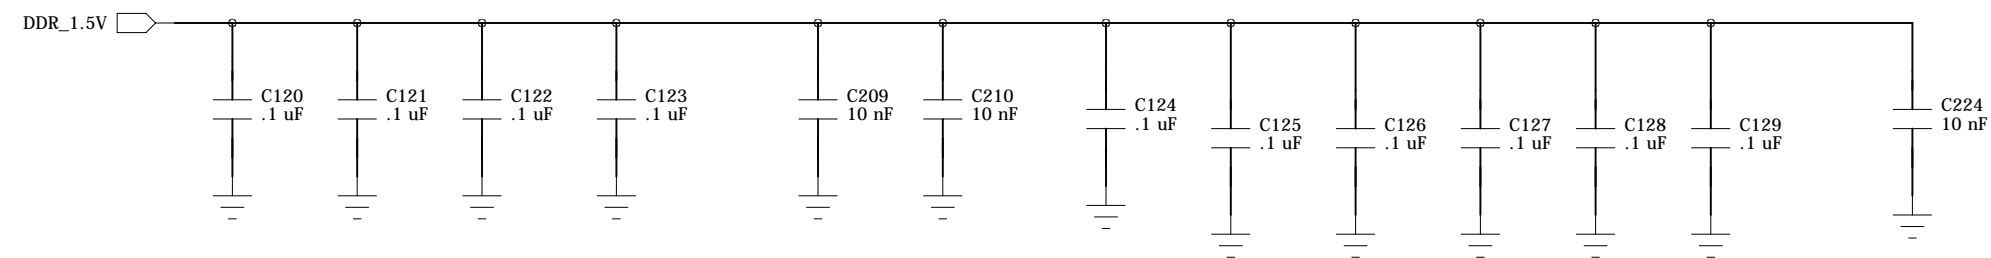 DDR_1.5V
C120
.1 uF
C121
.1 uF
C122
.1 uF
C123
.1 uF
C209
10 nF
C210
10 nF
C124
.1 uF
C125
.1 uF
C126
.1 uF
C127
.1 uF
C128
.1 uF
C129
.1 uF
C224
10 nF